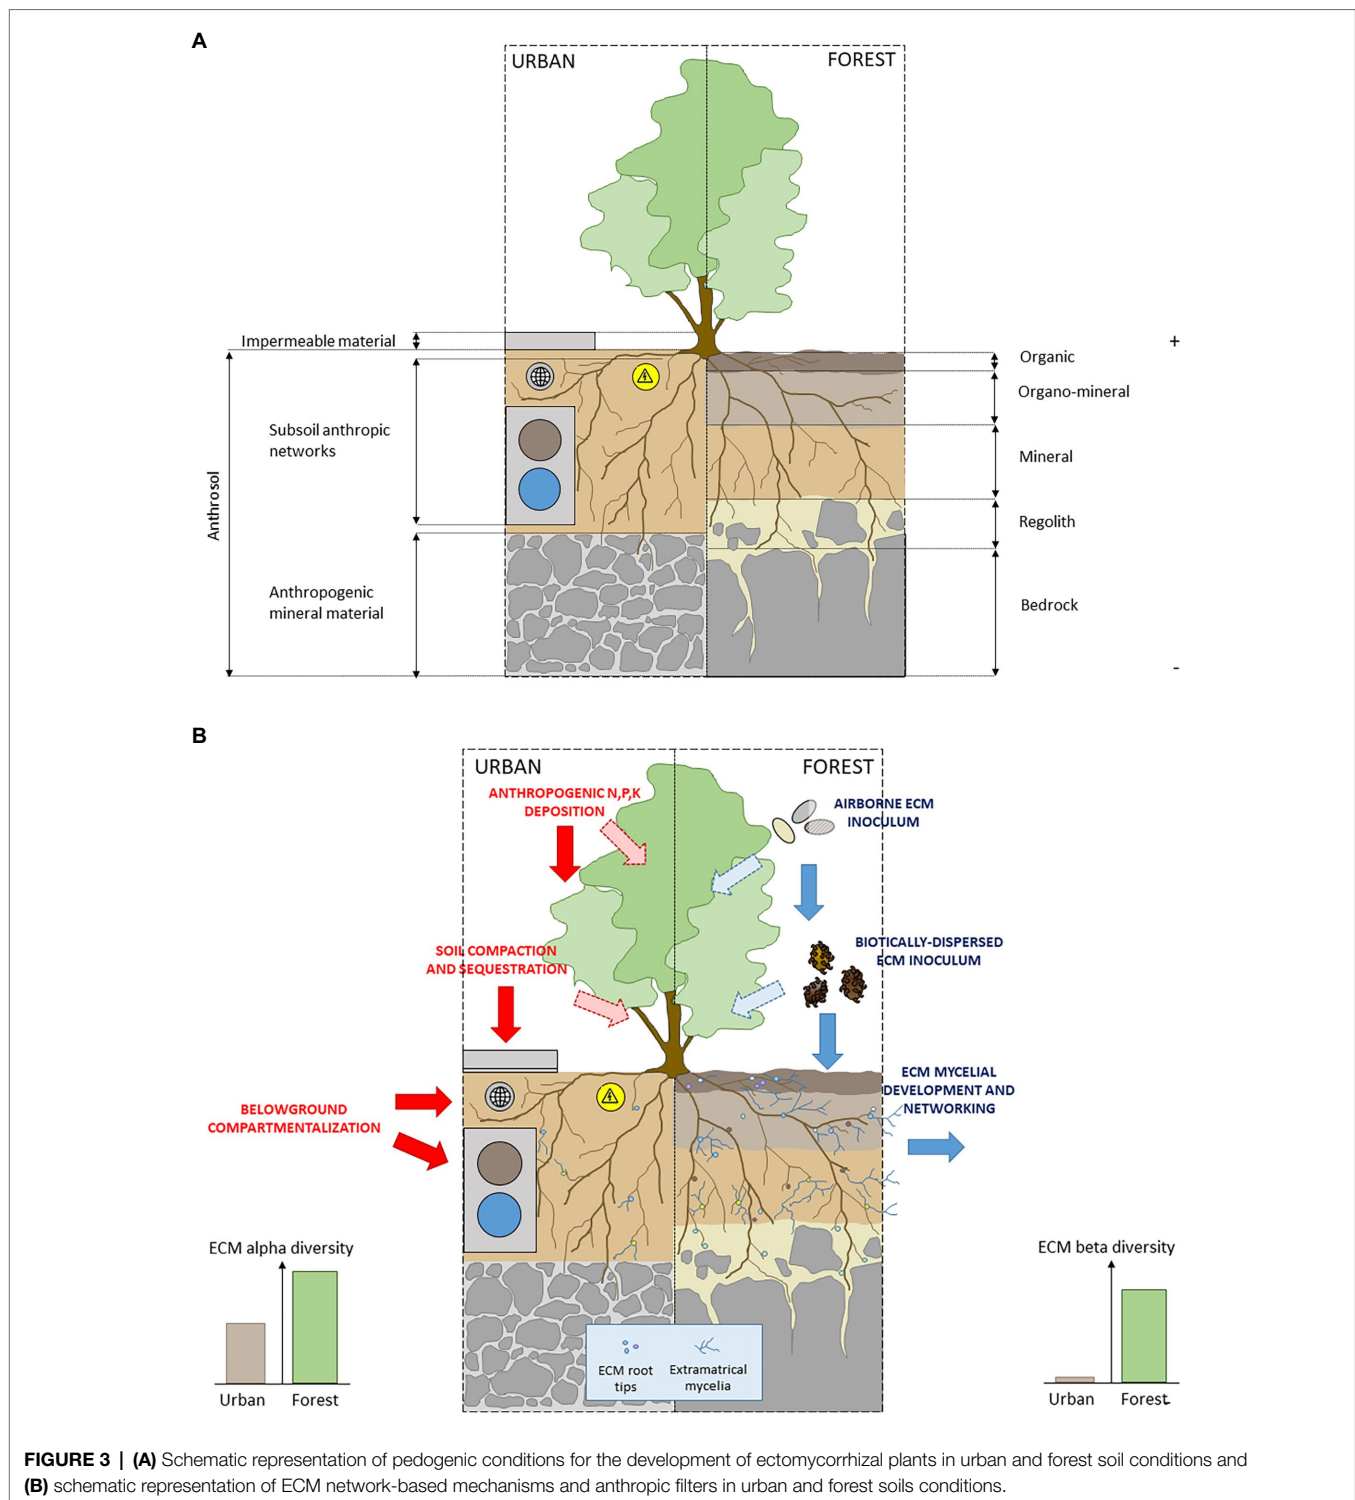 A
URBAN
FOREST
Impermeable material
+
Organic
Organo-mineral
Subsoil anthropic
networks
Mineral
Anthrosol
Regolith
Anthropogenic
mineral material
Bedrock
-
B
URBAN
FOREST
ANTHROPOGENIC N,P,K
DEPOSITION
AIRBORNE ECM
INOCULUM
SOIL COMPACTION
AND SEQUESTRATION
BIOTICALLY-DISPERSED
ECM INOCULUM
ECM MYCELIAL
DEVELOPMENT AND
NETWORKING
BELOWGROUND
COMPARTMENTALIZATION
ECM alpha diversity
Urban
Forest
ECM beta diversity
Urban
Forest
ECM root
tips
Extramatrical
mycelia
FIGURE 3 | (A) Schematic representation of pedogenic conditions for the development of ectomycorrhizal plants in urban and forest soil conditions and
(B) schematic representation of ECM network-based mechanisms and anthropic filters in urban and forest soils conditions.